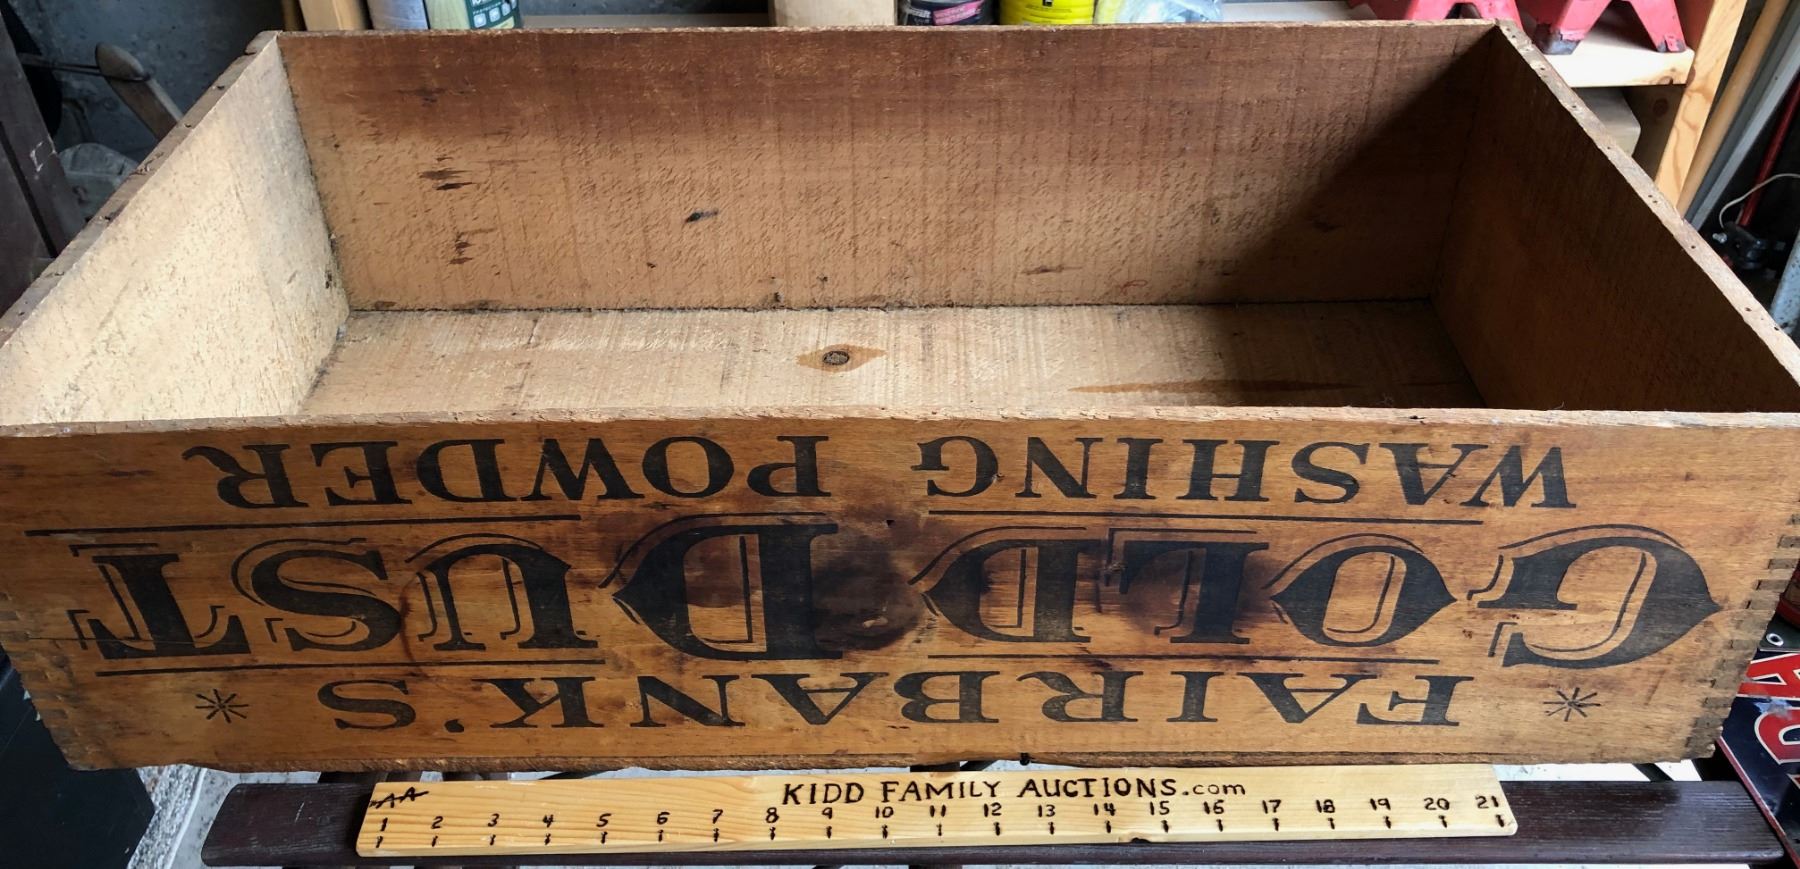 * FAIRBANK'S *
GOLD DUST
WASHING POWDER
KIDD FAMILY AUCTIONS.com
AA
1 2 3 4 5 6 7 8 9 10 11 12 13 14 15 16 17 18 19 20 21